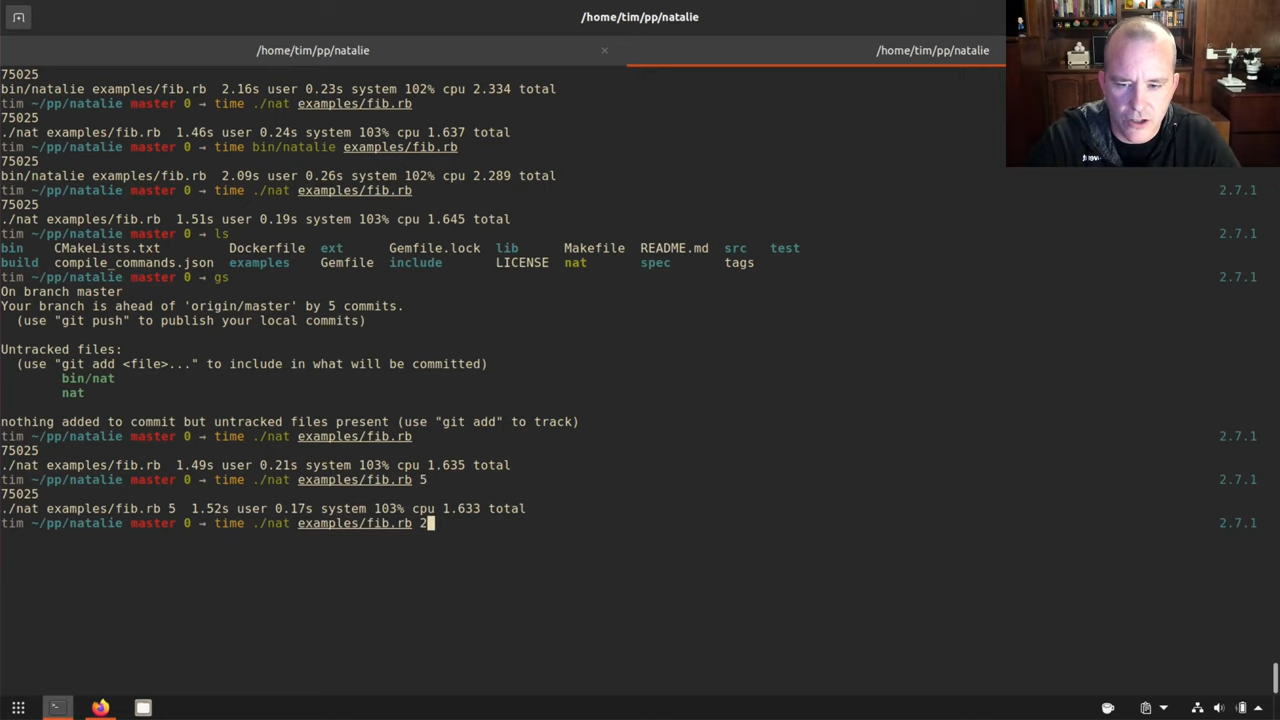 /home/tim/pp/natalie
/home/tim/pp/natalie × /home/tim/pp/natalie
75025
bin/natalie examples/fib.rb  2.16s user 0.23s system 102% cpu 2.334 total
tim ~/pp/natalie master 0 → time ./nat examples/fib.rb
75025
./nat examples/fib.rb  1.46s user 0.24s system 103% cpu 1.637 total
tim ~/pp/natalie master 0 → time bin/natalie examples/fib.rb
75025
bin/natalie examples/fib.rb  2.09s user 0.26s system 102% cpu 2.289 total
tim ~/pp/natalie master 0 → time ./nat examples/fib.rb 2.7.1
75025
./nat examples/fib.rb  1.51s user 0.19s system 103% cpu 1.645 total
tim ~/pp/natalie master 0 → ls 2.7.1
bin CMakeLists.txt Dockerfile ext Gemfile.lock lib Makefile README.md src test
build compile_commands.json examples Gemfile include LICENSE nat spec tags
tim ~/pp/natalie master 0 → gs 2.7.1
On branch master
Your branch is ahead of 'origin/master' by 5 commits.
(use "git push" to publish your local commits)
Untracked files:
(use "git add <file>..." to include in what will be committed)
bin/nat
nat
nothing added to commit but untracked files present (use "git add" to track)
tim ~/pp/natalie master 0 → time ./nat examples/fib.rb 2.7.1
75025
./nat examples/fib.rb  1.49s user 0.21s system 103% cpu 1.635 total
tim ~/pp/natalie master 0 → time ./nat examples/fib.rb 5 2.7.1
75025
./nat examples/fib.rb 5  1.52s user 0.17s system 103% cpu 1.633 total
tim ~/pp/natalie master 0 → time ./nat examples/fib.rb 2 2.7.1